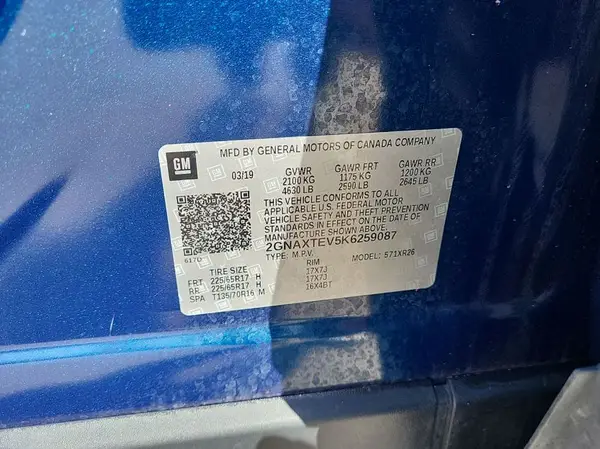 MFD BY GENERAL MOTORS OF CANADA COMPANY
GM
03/19 GVWR GAWR FRT GAWR RR
2100 KG 1175 KG 1200 KG
4630 LB 2590 LB 2645 LB
THIS VEHICLE CONFORMS TO ALL
APPLICABLE U.S. FEDERAL MOTOR
VEHICLE SAFETY AND THEFT PREVENTION
STANDARDS IN EFFECT ON THE DATE OF
MANUFACTURE SHOWN ABOVE.
2GNAXTEV5K6259087
6170 TYPE: M.P.V. MODEL: 571XR26
TIRE SIZE RIM
FRT 225/65R17 H 17X7J
RR 225/65R17 H 17X7J
SPA T135/70R16 M 16X4BT